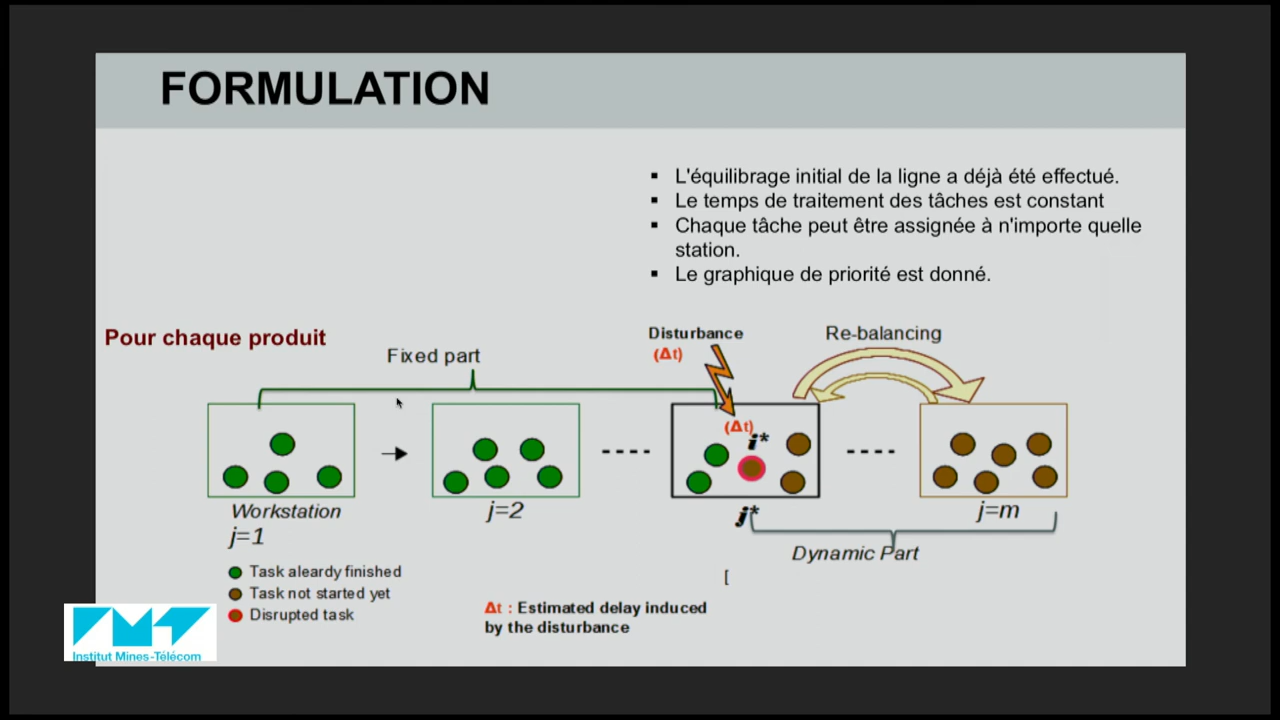 FORMULATION
▪ L'équilibrage initial de la ligne a déjà été effectué.
▪ Le temps de traitement des tâches est constant
▪ Chaque tâche peut être assignée à n'importe quelle
station.
▪ Le graphique de priorité est donné.
Pour chaque produit
Fixed part
Disturbance
(Δt)
Re-balancing
(Δt)
i*
Workstation
j=1
j=2
j*
j=m
Dynamic Part
Task aleardy finished
Task not started yet
Disrupted task
[
Δt : Estimated delay induced
by the disturbance
IMT
Institut Mines-Télécom